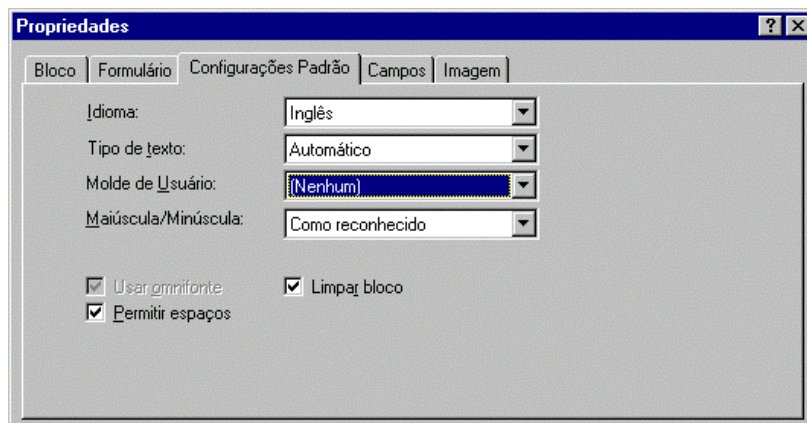 Propriedades
Bloco Formulário Configurações Padrão Campos Imagem
Idioma: Inglês
Tipo de texto: Automático
Molde de Usuário: (Nenhum)
Maiúscula/Minúscula: Como reconhecido
Usar omnifonte Limpar bloco
Permitir espaços